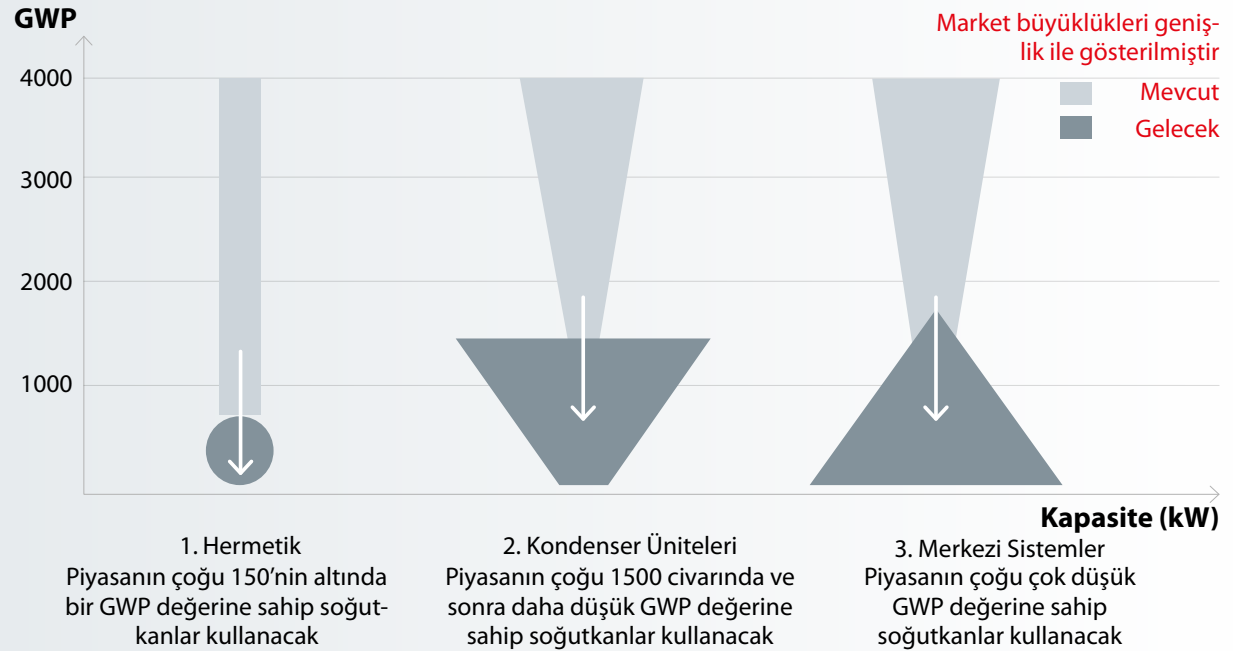 GWP
Market büyüklükleri geniş-
lik ile gösterilmiştir
Mevcut
Gelecek
4000
3000
2000
1000
Kapasite (kW)
1. Hermetik
Piyasanın çoğu 150’nin altında
bir GWP değerine sahip soğut-
kanlar kullanacak
2. Kondenser Üniteleri
Piyasanın çoğu 1500 civarında ve
sonra daha düşük GWP değerine
sahip soğutkanlar kullanacak
3. Merkezi Sistemler
Piyasanın çoğu çok düşük
GWP değerine sahip
soğutkanlar kullanacak